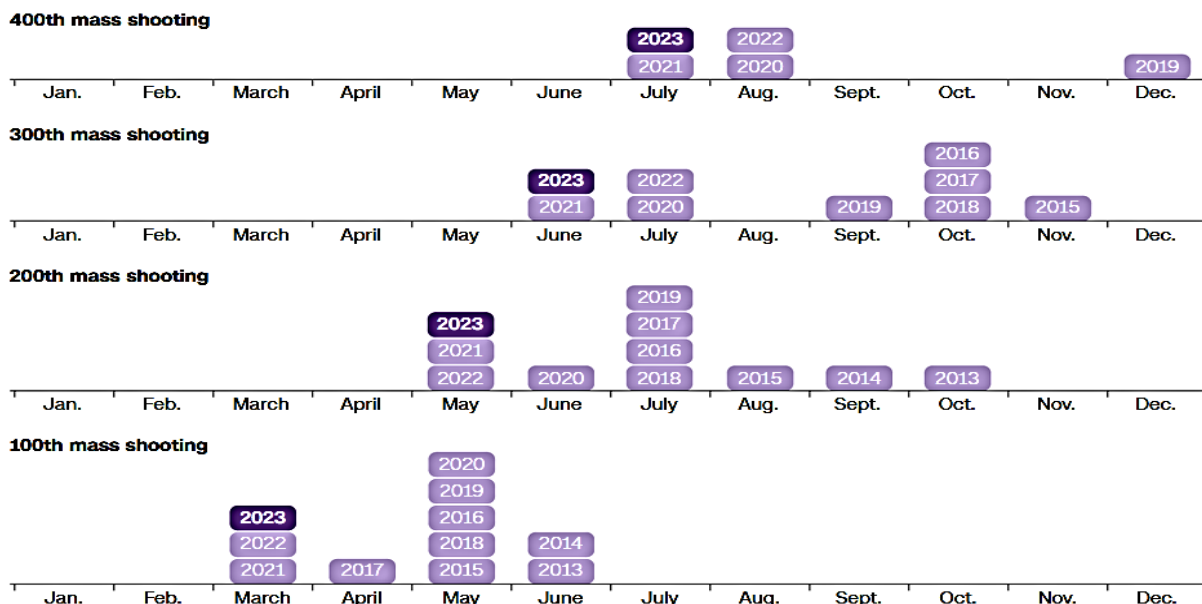 400th mass shooting
2023 2022
2021 2020 2019
Jan. Feb. March April May June July Aug. Sept. Oct. Nov. Dec.
300th mass shooting
2016
2023 2022 2017
2021 2020 2019 2018 2015
Jan. Feb. March April May June July Aug. Sept. Oct. Nov. Dec.
200th mass shooting
2019
2023 2017
2021 2016
2022 2020 2018 2015 2014 2013
Jan. Feb. March April May June July Aug. Sept. Oct. Nov. Dec.
100th mass shooting
2020
2019
2023 2016
2022 2018 2014
2021 2017 2015 2013
Jan. Feb. March April May June July Aug. Sept. Oct. Nov. Dec.